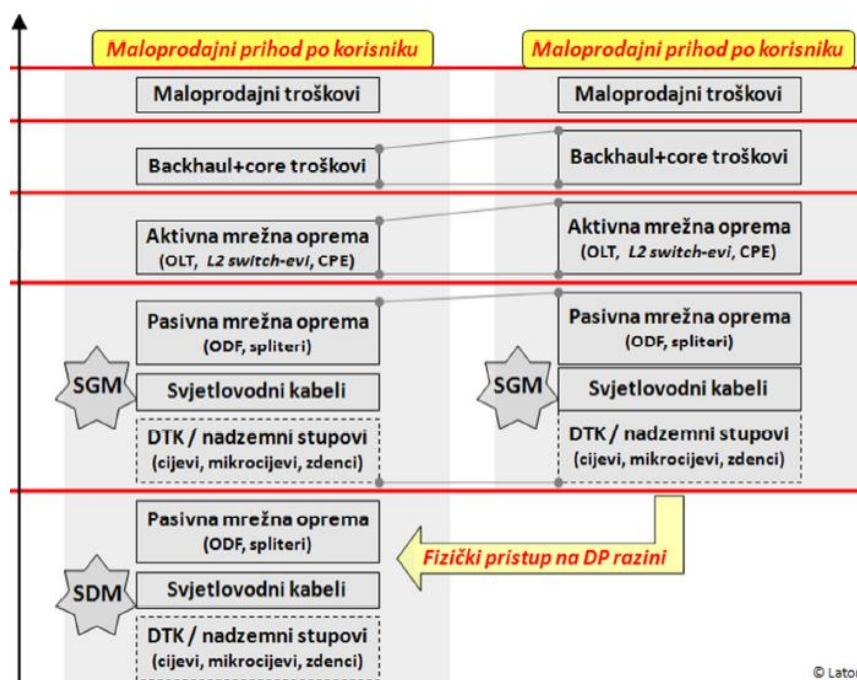 Maloprodajni prihod po korisniku
Maloprodajni troškovi
Backhaul+core troškovi
Aktivna mrežna oprema
(OLT, L2 switch-evi, CPE)
Pasivna mrežna oprema
(ODF, spliteri)
SGM
Svjetlovodni kabeli
DTK / nadzemni stupovi
(cijevi, mikrocijevi, zdenci)
Pasivna mrežna oprema
(ODF, spliteri)
SDM
Svjetlovodni kabeli
DTK / nadzemni stupovi
(cijevi, mikrocijevi, zdenci)
Maloprodajni prihod po korisniku
Maloprodajni troškovi
Backhaul+core troškovi
Aktivna mrežna oprema
(OLT, L2 switch-evi, CPE)
Pasivna mrežna oprema
(ODF, spliteri)
SGM
Svjetlovodni kabeli
DTK / nadzemni stupovi
(cijevi, mikrocijevi, zdenci)
Fizički pristup na DP razini
© Lator